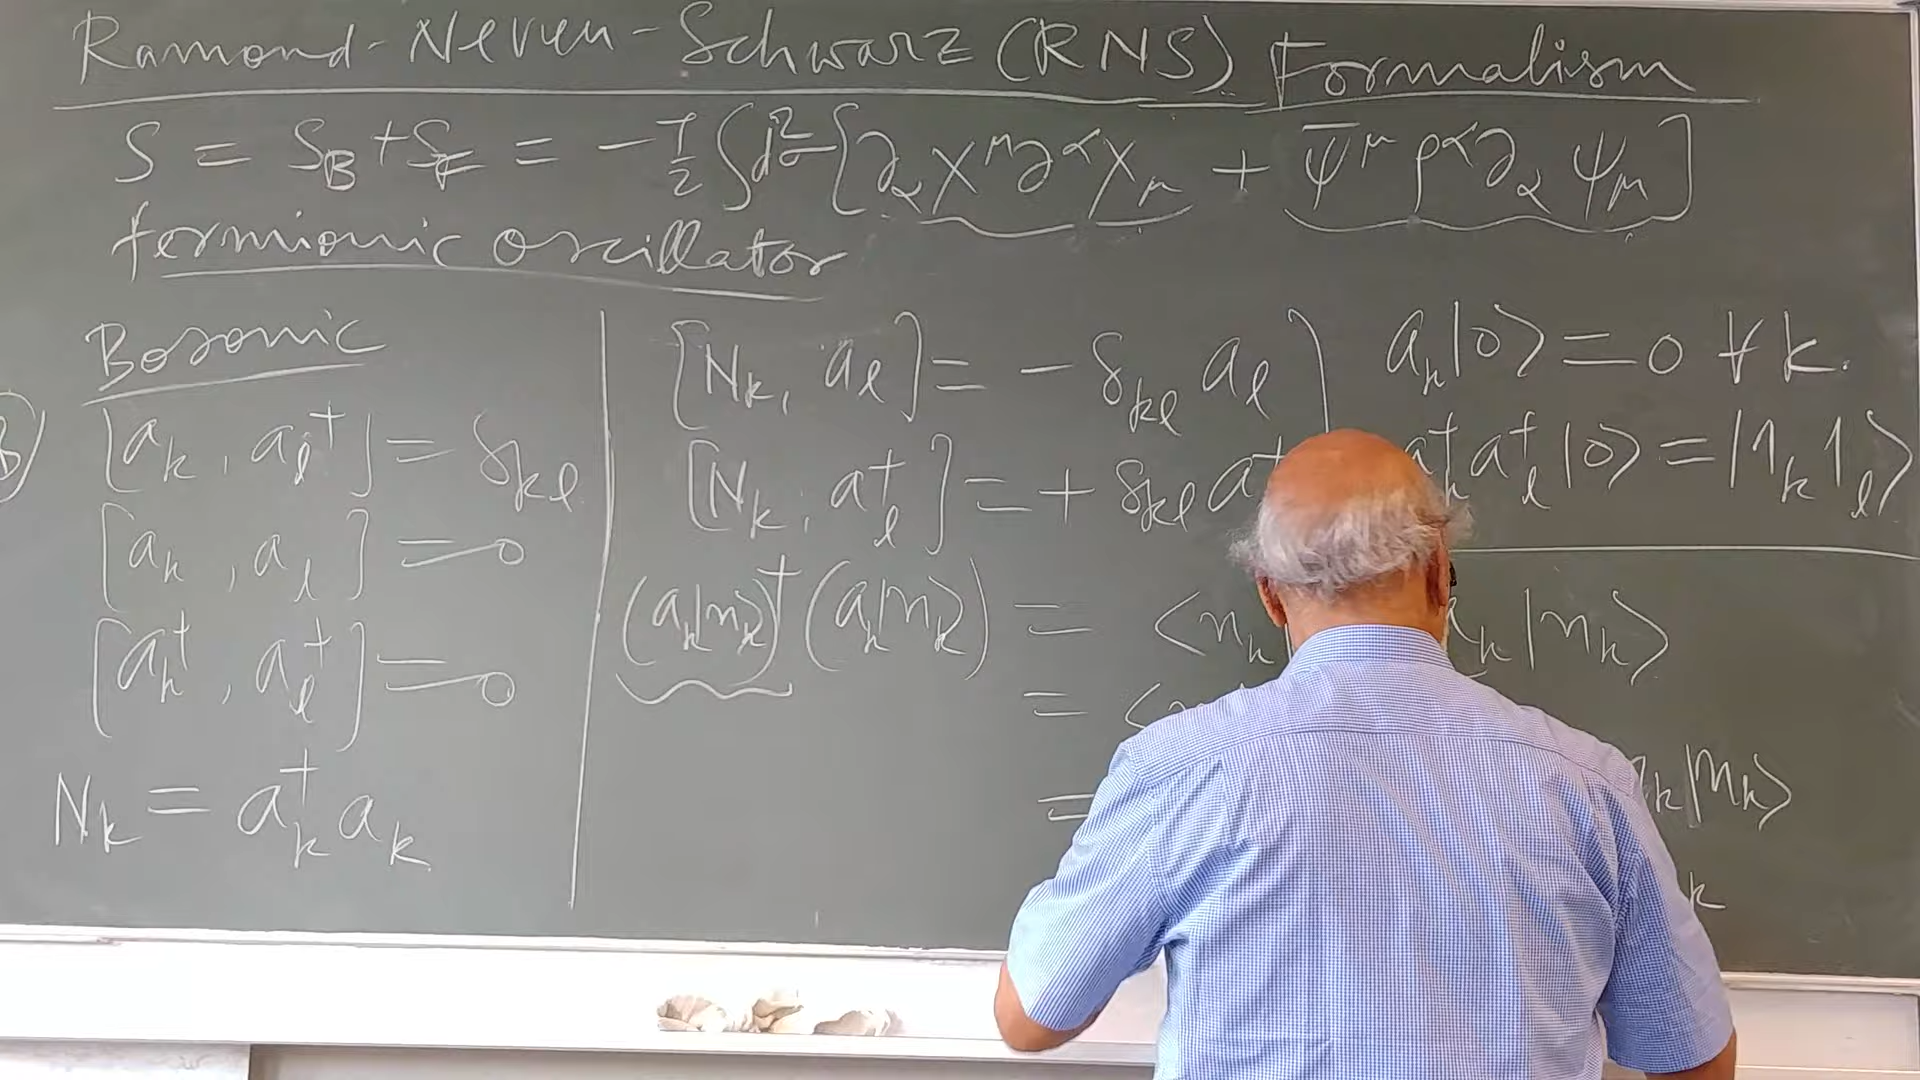 Ramond-Neveu-Schwarz (RNS) Formalism
S = S_B + S_F = -T/2 ∫d²σ [∂_α X^μ ∂^α X_μ + ψ̄^μ ρ^α ∂_α ψ_μ]
fermionic oscillator
Bosonic
[a_k, a_l^†] = δ_kl
[a_k, a_l] = 0
[a_k^†, a_l^†] = 0
N_k = a_k^† a_k
[N_k, a_l] = - δ_kl a_l
[N_k, a_l^†] = + δ_kl a^†
(a_k|n_k⟩)^† (a_k|n_k⟩) = ⟨n_k| a_k|n_k⟩
= ⟨n
= n_k|n_k⟩
k
a_k|0⟩ = 0 ∀ k.
a_k^† a_l^† |0⟩ = |1_k 1_l⟩